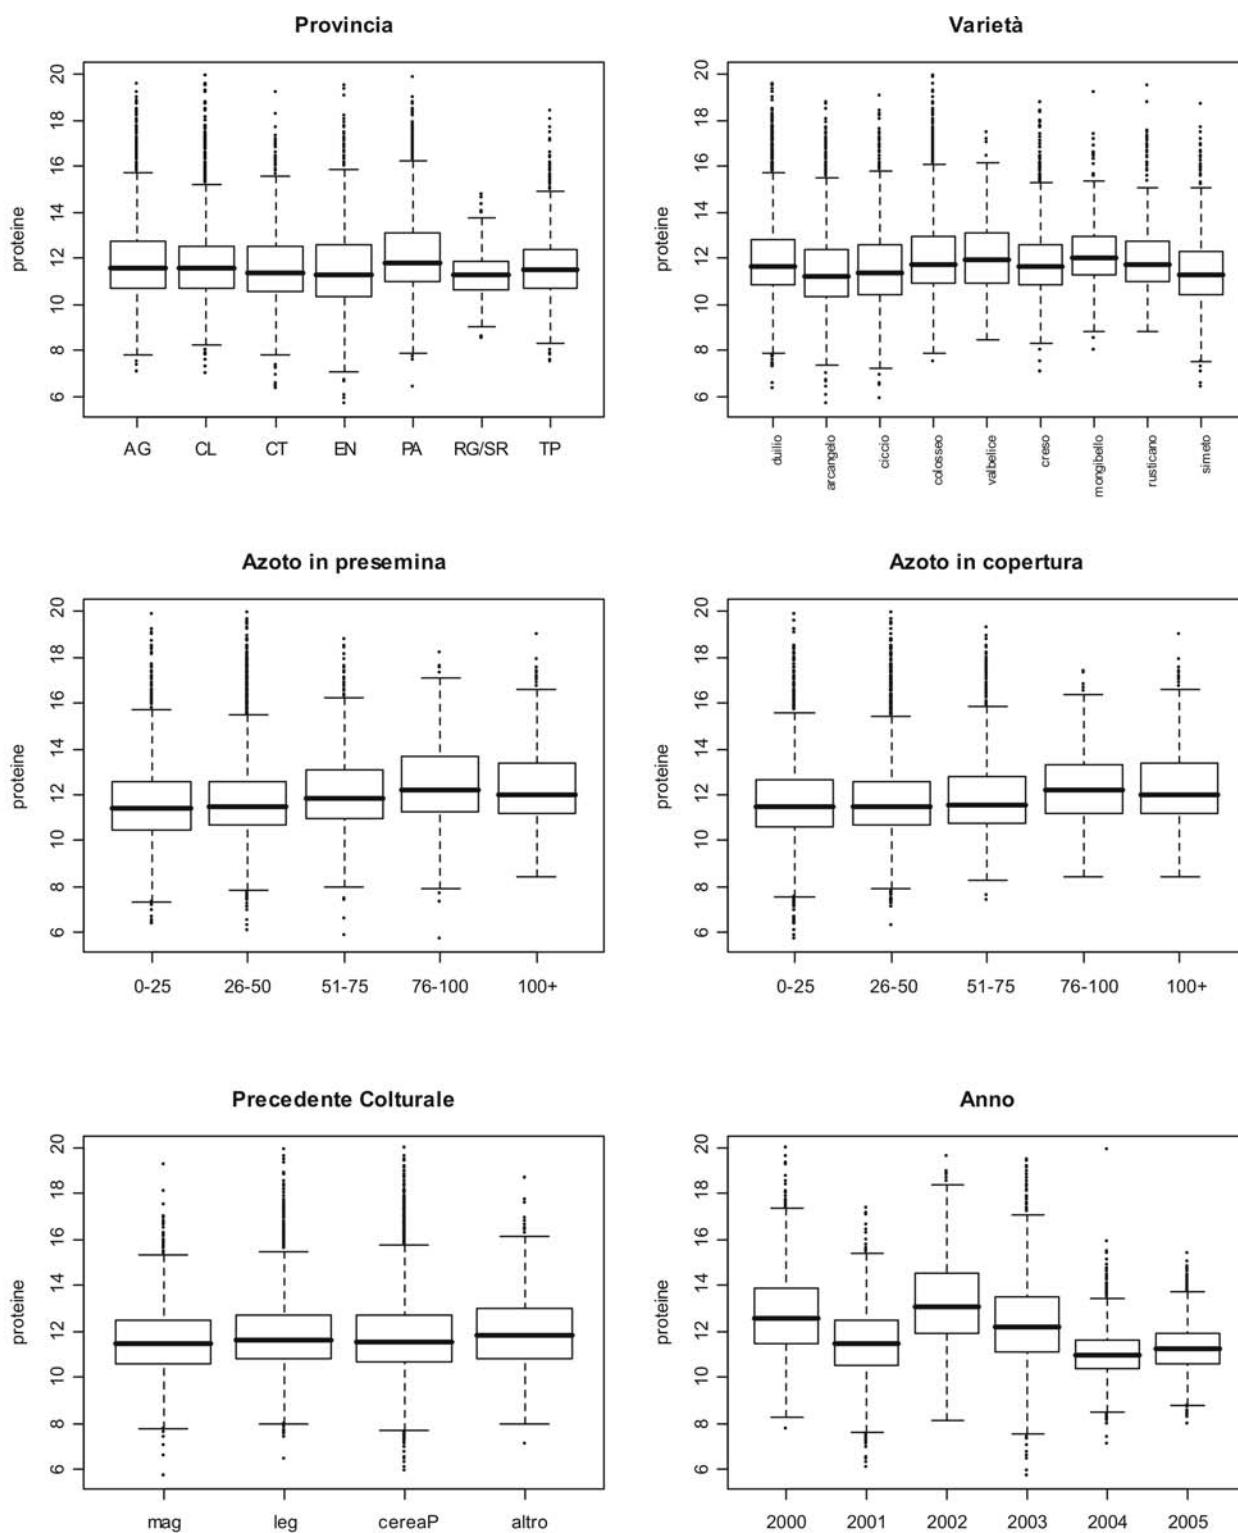 Provincia
proteine
20
18
16
14
12
10
8
6
AG CL CT EN PA RG/SR TP
Varietà
proteine
20
18
16
14
12
10
8
6
duilio
arcangelo
ciccio
colosseo
valbelice
creso
mongibello
rusticano
simeto
Azoto in presemina
proteine
20
18
16
14
12
10
8
6
0-25 26-50 51-75 76-100 100+
Azoto in copertura
proteine
20
18
16
14
12
10
8
6
0-25 26-50 51-75 76-100 100+
Precedente Colturale
proteine
20
18
16
14
12
10
8
6
mag leg cereaP altro
Anno
proteine
20
18
16
14
12
10
8
6
2000 2001 2002 2003 2004 2005